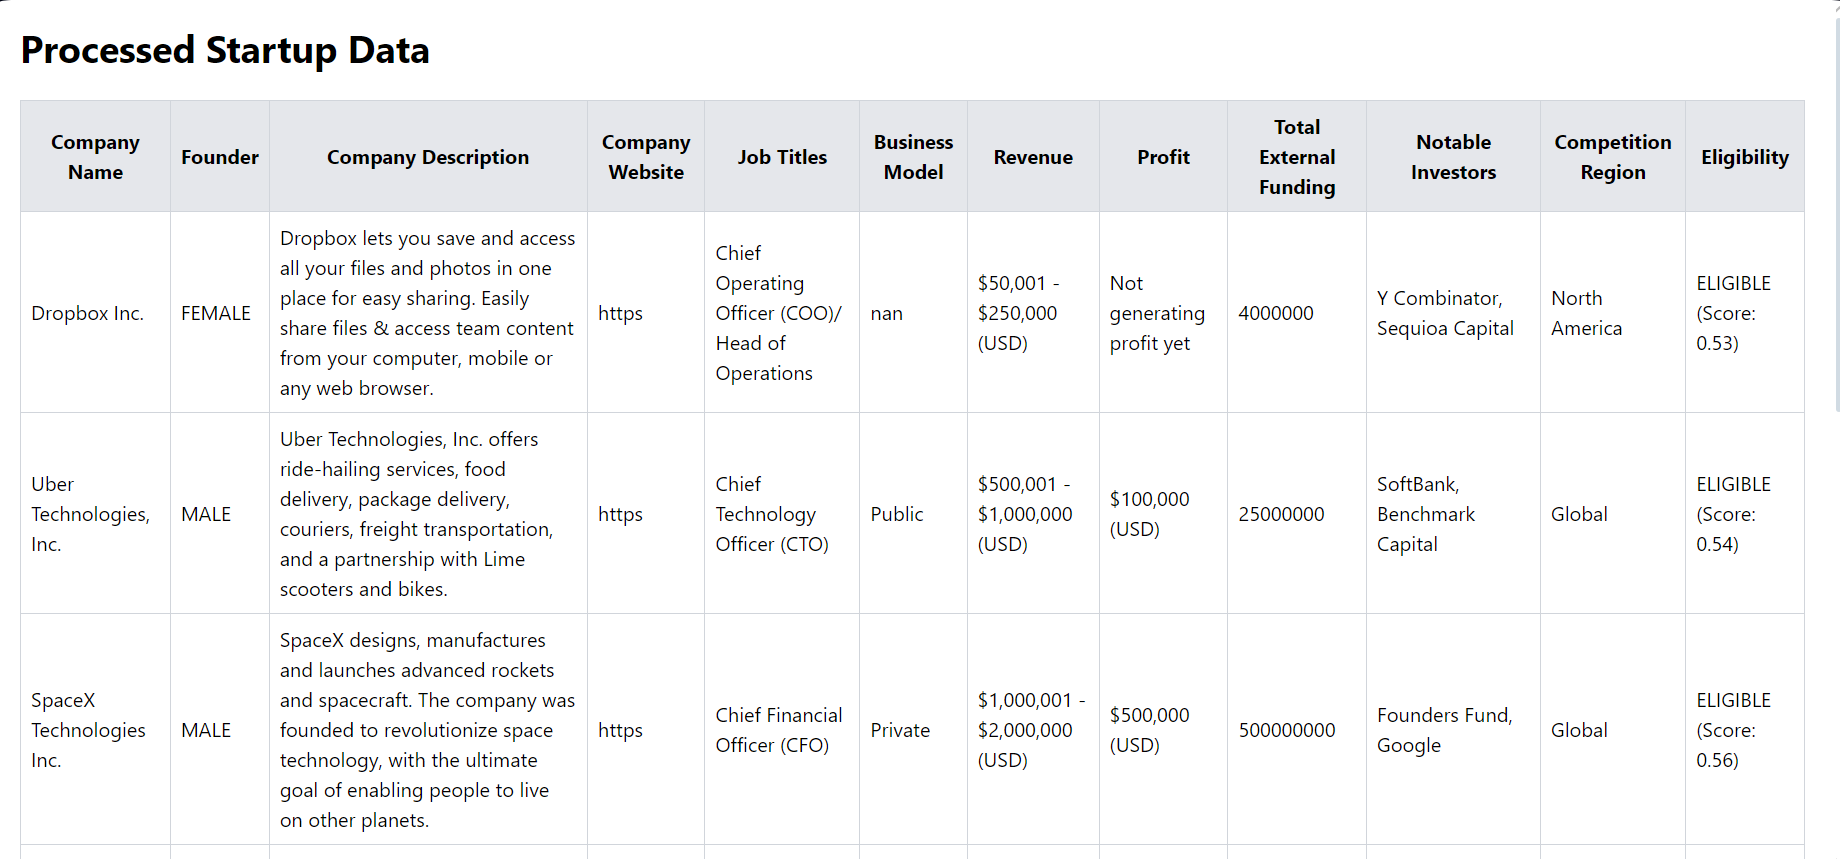 Processed Startup Data
Company
Name
Founder
Company Description
Company
Website
Job Titles
Business
Model
Revenue
Profit
Total
External
Funding
Notable
Investors
Competition
Region
Eligibility
Dropbox Inc.
FEMALE
Dropbox lets you save and access
all your files and photos in one
place for easy sharing. Easily
share files & access team content
from your computer, mobile or
any web browser.
https
Chief
Operating
Officer (COO)/
Head of
Operations
nan
$50,001 -
$250,000
(USD)
Not
generating
profit yet
4000000
Y Combinator,
Sequioa Capital
North
America
ELIGIBLE
(Score:
0.53)
Uber
Technologies,
Inc.
MALE
Uber Technologies, Inc. offers
ride-hailing services, food
delivery, package delivery,
couriers, freight transportation,
and a partnership with Lime
scooters and bikes.
https
Chief
Technology
Officer (CTO)
Public
$500,001 -
$1,000,000
(USD)
$100,000
(USD)
25000000
SoftBank,
Benchmark
Capital
Global
ELIGIBLE
(Score:
0.54)
SpaceX
Technologies
Inc.
MALE
SpaceX designs, manufactures
and launches advanced rockets
and spacecraft. The company was
founded to revolutionize space
technology, with the ultimate
goal of enabling people to live
on other planets.
https
Chief Financial
Officer (CFO)
Private
$1,000,001 -
$2,000,000
(USD)
$500,000
(USD)
500000000
Founders Fund,
Google
Global
ELIGIBLE
(Score:
0.56)